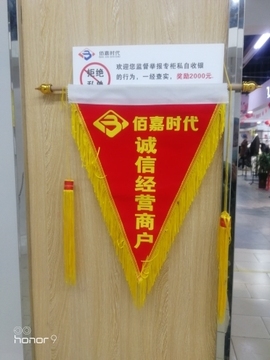 佰嘉时代
欢迎您监督举报专柜私自收银
的行为，一经查实，奖励2000元
拒绝
佰嘉时代
诚信经营商户
honor 9